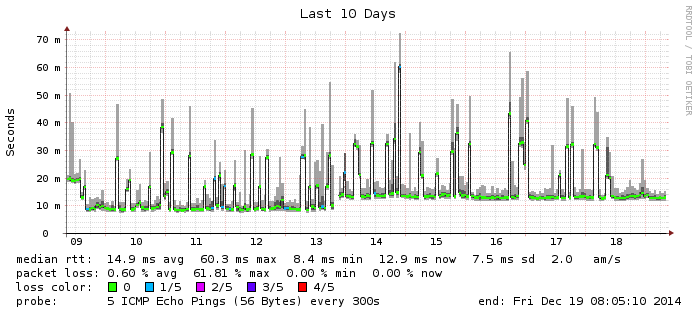 Last 10 Days
RRDTOOL / TOBI OETIKER
Seconds
70 m
60 m
50 m
40 m
30 m
20 m
10 m
0
09 10 11 12 13 14 15 16 17 18
median rtt: 14.9 ms avg 60.3 ms max 8.4 ms min 12.9 ms now 7.5 ms sd 2.0 am/s
packet loss: 0.60 % avg 61.81 % max 0.00 % min 0.00 % now
loss color: 0 1/5 2/5 3/5 4/5
probe: 5 ICMP Echo Pings (56 Bytes) every 300s end: Fri Dec 19 08:05:10 2014